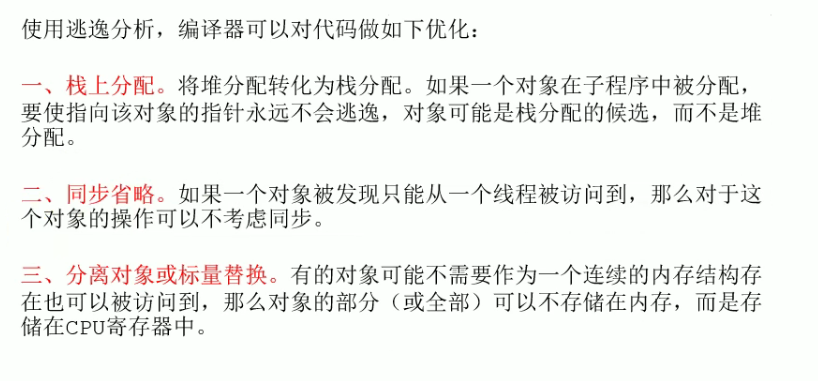 使用逃逸分析，编译器可以对代码做如下优化：
一、栈上分配。将堆分配转化为栈分配。如果一个对象在子程序中被分配，
要使指向该对象的指针永远不会逃逸，对象可能是栈分配的候选，而不是堆
分配。
二、同步省略。如果一个对象被发现只能从一个线程被访问到，那么对于这
个对象的操作可以不考虑同步。
三、分离对象或标量替换。有的对象可能不需要作为一个连续的内存结构存
在也可以被访问到，那么对象的部分（或全部）可以不存储在内存，而是存
储在CPU寄存器中。